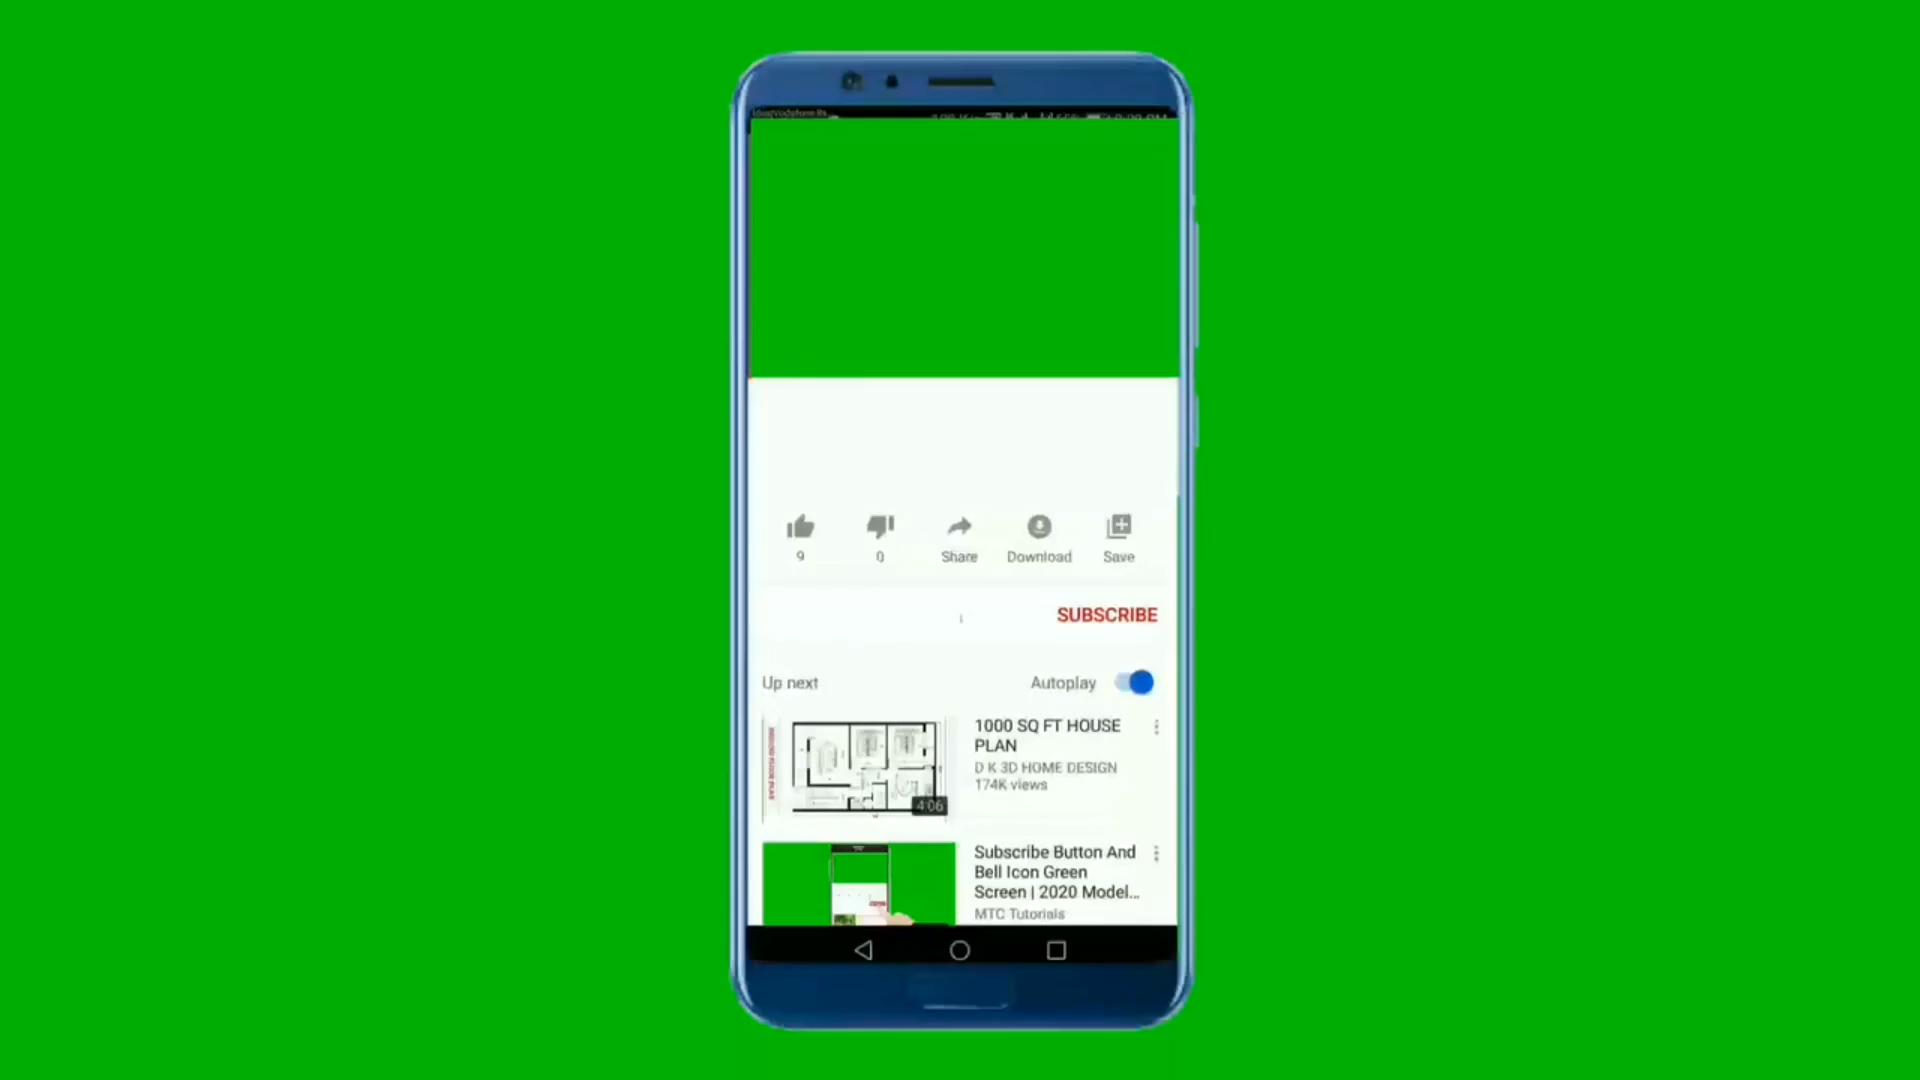 9
0
Share
Download
Save
SUBSCRIBE
Up next
Autoplay
1000 SQ FT HOUSE
PLAN
D K 3D HOME DESIGN
174K views
4:06
Subscribe Button And
Bell Icon Green
Screen | 2020 Model...
MTC Tutorials